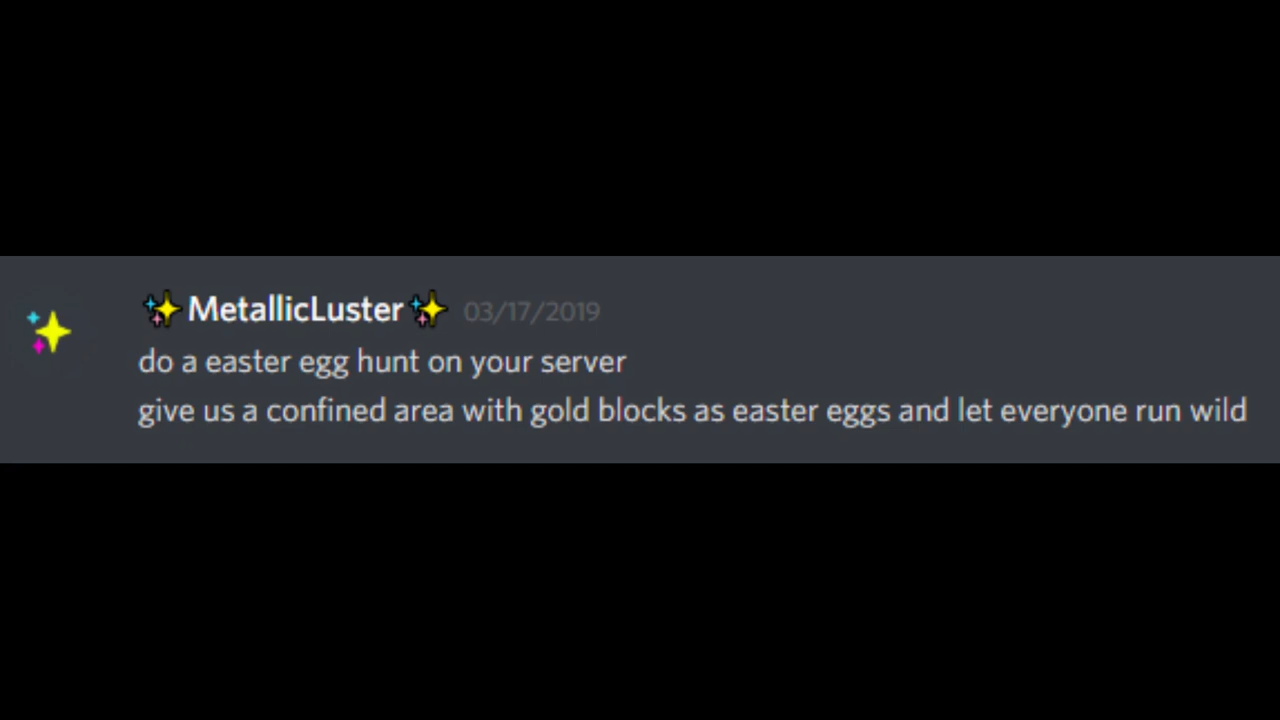 ✨MetallicLuster✨ 03/17/2019
do a easter egg hunt on your server
give us a confined area with gold blocks as easter eggs and let everyone run wild